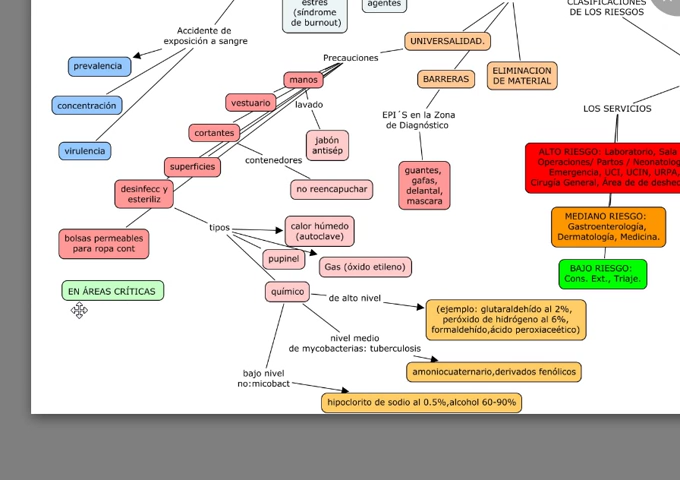 estrés
(síndrome
de burnout)
agentes
CLASIFICACIONES
DE LOS RIESGOS
Accidente de
exposición a sangre
prevalencia
concentración
virulencia
Precauciones
UNIVERSALIDAD.
BARRERAS
ELIMINACION
DE MATERIAL
manos
vestuario
lavado
cortantes
jabón
antisép
contenedores
superficies
no reencapuchar
desinfecc y
esteriliz
bolsas permeables
para ropa cont
EPI´S en la Zona
de Diagnóstico
guantes,
gafas,
delantal,
mascara
LOS SERVICIOS
ALTO RIESGO: Laboratorio, Sala
Operaciones/ Partos / Neonatolog
Emergencia, UCI, UCIN, URPA,
Cirugía General, Área de de deshec
MEDIANO RIESGO:
Gastroenterología,
Dermatología, Medicina.
BAJO RIESGO:
Cons. Ext., Triaje.
tipos
calor húmedo
(autoclave)
pupinel
Gas (óxido etileno)
químico
EN ÁREAS CRÍTICAS
de alto nivel
(ejemplo: glutaraldehído al 2%,
peróxido de hidrógeno al 6%,
formaldehído,ácido peroxiaceético)
nivel medio
de mycobacterias: tuberculosis
amoniocuaternario,derivados fenólicos
bajo nivel
no:micobact
hipoclorito de sodio al 0.5%,alcohol 60-90%